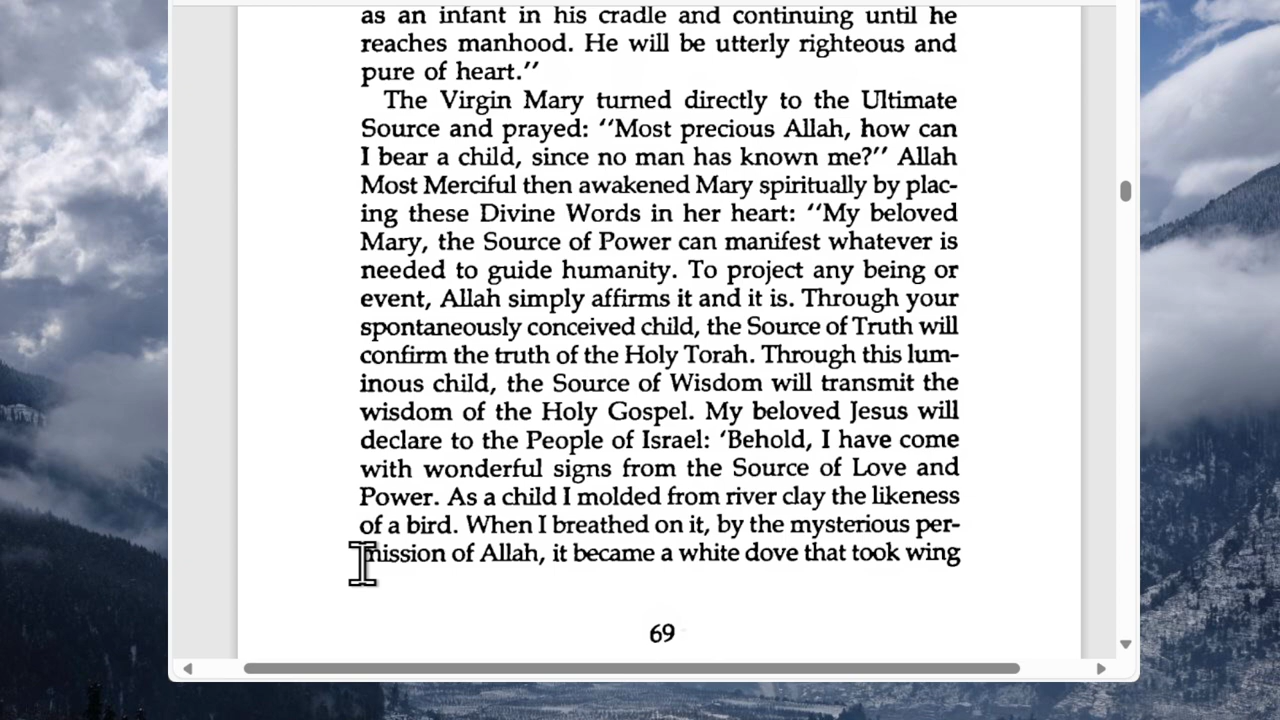 as an infant in his cradle and continuing until he
reaches manhood. He will be utterly righteous and
pure of heart.”
The Virgin Mary turned directly to the Ultimate
Source and prayed: “Most precious Allah, how can
I bear a child, since no man has known me?” Allah
Most Merciful then awakened Mary spiritually by plac-
ing these Divine Words in her heart: “My beloved
Mary, the Source of Power can manifest whatever is
needed to guide humanity. To project any being or
event, Allah simply affirms it and it is. Through your
spontaneously conceived child, the Source of Truth will
confirm the truth of the Holy Torah. Through this lum-
inous child, the Source of Wisdom will transmit the
wisdom of the Holy Gospel. My beloved Jesus will
declare to the People of Israel: ‘Behold, I have come
with wonderful signs from the Source of Love and
Power. As a child I molded from river clay the likeness
of a bird. When I breathed on it, by the mysterious per-
mission of Allah, it became a white dove that took wing
69